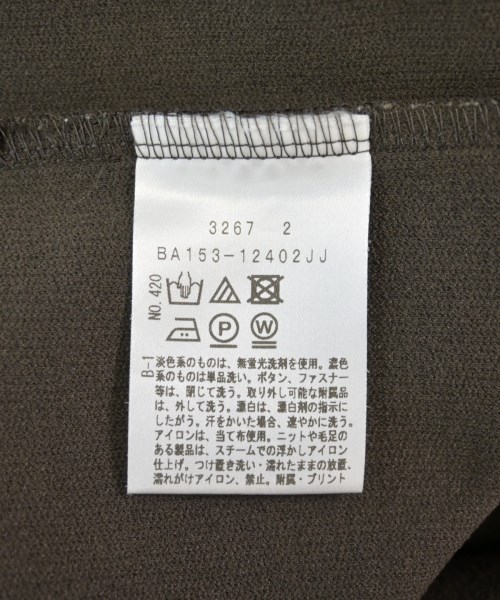 3267 2
BA153-12402JJ
NO. 420
P W
B-1
淡色系のものは、無蛍光洗剤を使用。濃色
系のものは単品洗い。ボタン、ファスナー
等は、閉じて洗う。取り外し可能な附属品
は、外して洗う。漂白は、漂白剤の指示に
したがう。汗をかいた場合、速やかに洗う。
アイロンは、当て布使用。ニットや毛足の
ある製品は、スチームでの浮かしアイロン
仕上げ。つけ置き洗い・濡れたままの放置、
濡れがけアイロン、禁止。附属・プリント